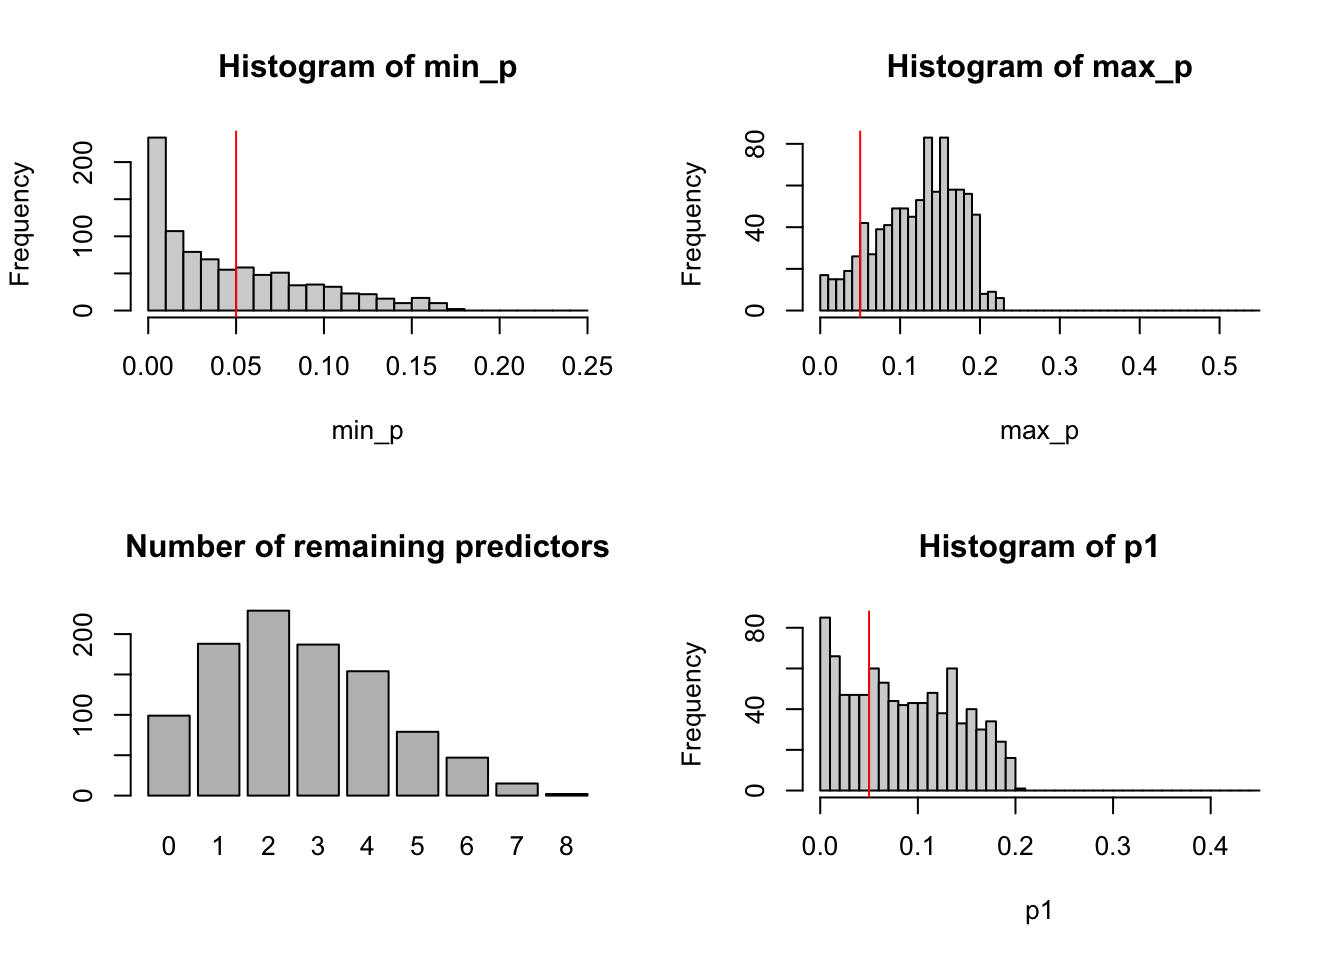 Histogram of min_p
Frequency
0 100 200
0.00 0.05 0.10 0.15 0.20 0.25
min_p
Histogram of max_p
Frequency
0 40 80
0.0 0.1 0.2 0.3 0.4 0.5
max_p
Number of remaining predictors
0 100 200
0 1 2 3 4 5 6 7 8
Histogram of p1
Frequency
0 40 80
0.0 0.1 0.2 0.3 0.4
p1